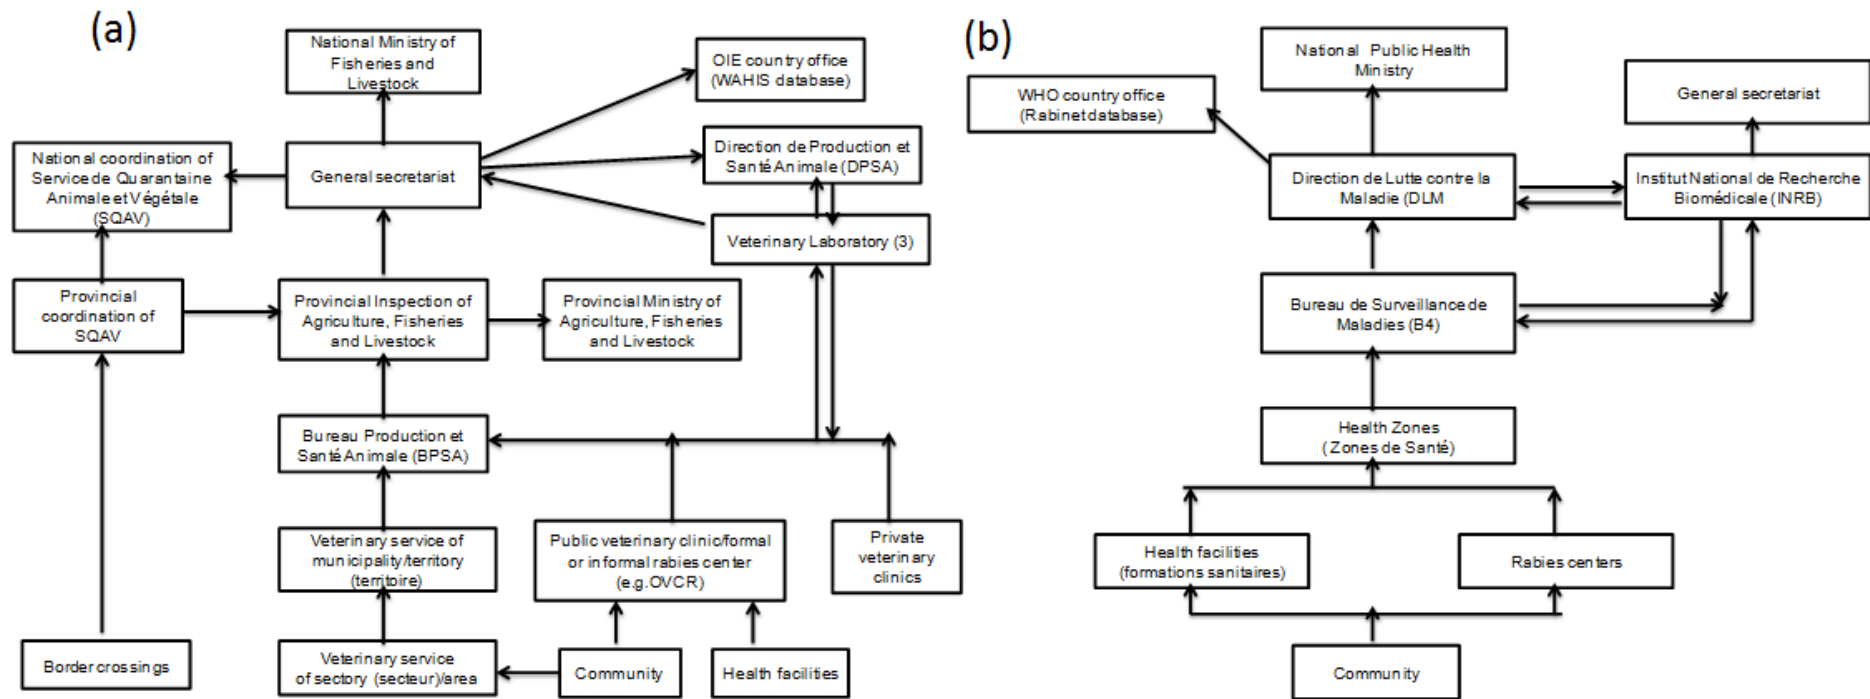 (a)
National Ministry of
Fisheries and
Livestock
OIE country office
(WAHIS database)
National coordination of
Service de Quarantaine
Animale et Végétale
(SQAV)
General secretariat
Direction de Production et
Santé Animale (DPSA)
Veterinary Laboratory (3)
Provincial
coordination of
SQAV
Provincial Inspection of
Agriculture, Fisheries
and Livestock
Provincial Ministry of
Agriculture, Fisheries
and Livestock
Bureau Production et
Santé Animale (BPSA)
Veterinary service of
municipality/territory
(territoire)
Public veterinary clinic/formal
or informal rabies center
(e.g.OVCR)
Private
veterinary
clinics
Border crossings
Veterinary service
of sectory (secteur)/area
Community
Health facilities
(b)
National Public Health
Ministry
WHO country office
(Rabinet database)
General secretariat
Direction de Lutte contre la
Maladie (DLM
Institut National de Recherche
Biomédicale (INRB)
Bureau de Surveillance de
Maladies (B4)
Health Zones
( Zones de Santé)
Health facilities
(formations sanitaires)
Rabies centers
Community